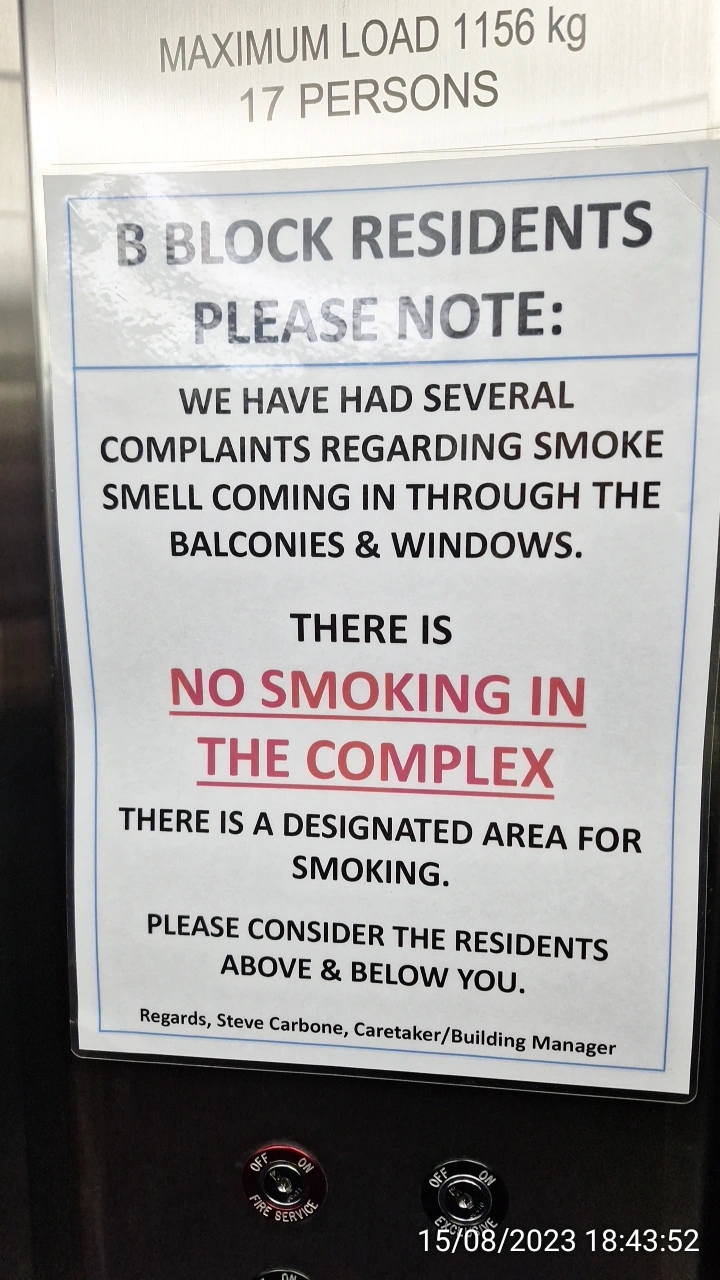 MAXIMUM LOAD 1156 kg
17 PERSONS
B BLOCK RESIDENTS
PLEASE NOTE:
WE HAVE HAD SEVERAL
COMPLAINTS REGARDING SMOKE
SMELL COMING IN THROUGH THE
BALCONIES & WINDOWS.
THERE IS
NO SMOKING IN
THE COMPLEX
THERE IS A DESIGNATED AREA FOR
SMOKING.
PLEASE CONSIDER THE RESIDENTS
ABOVE & BELOW YOU.
Regards, Steve Carbone, Caretaker/Building Manager
OFF ON
FIRE SERVICE
OFF ON
EXCLUSIVE
15/08/2023 18:43:52
ON